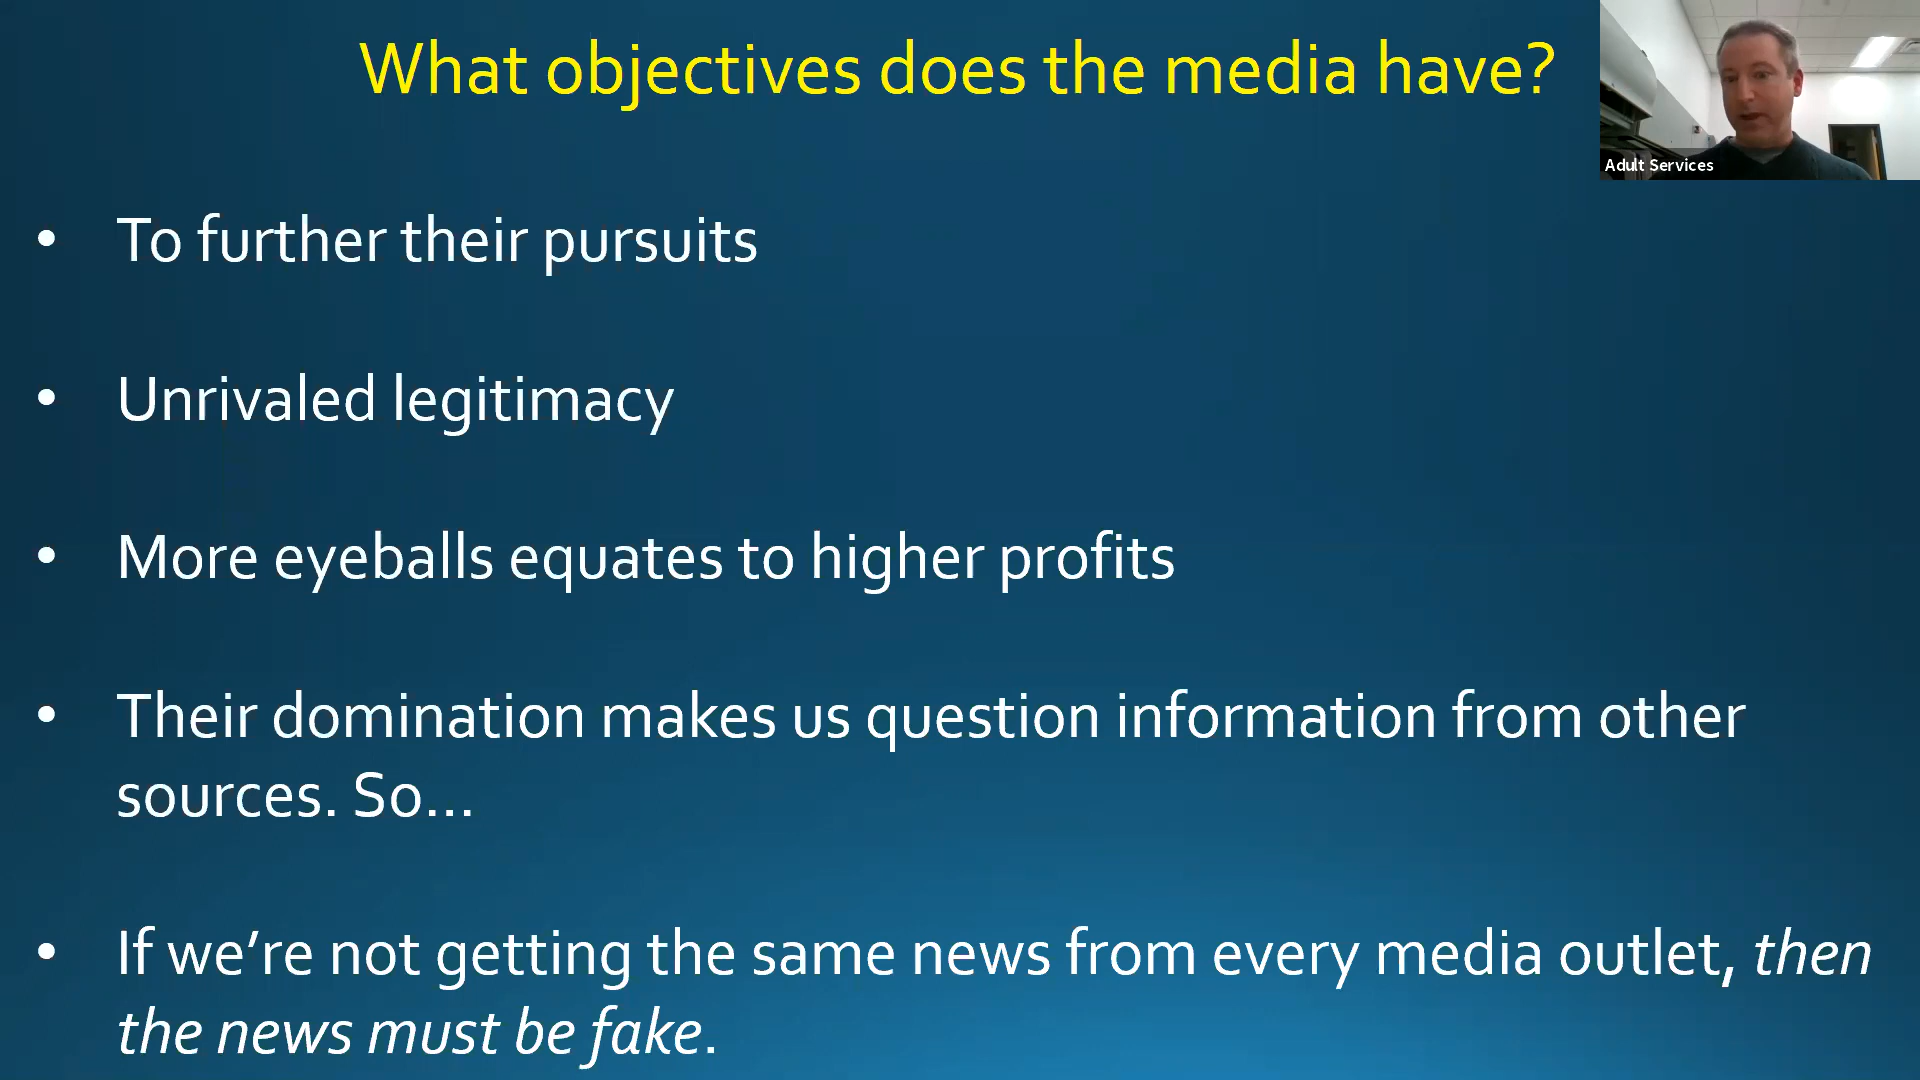 What objectives does the media have?
Adult Services
• To further their pursuits
• Unrivaled legitimacy
• More eyeballs equates to higher profits
• Their domination makes us question information from other
sources. So...
• If we’re not getting the same news from every media outlet, then
the news must be fake.